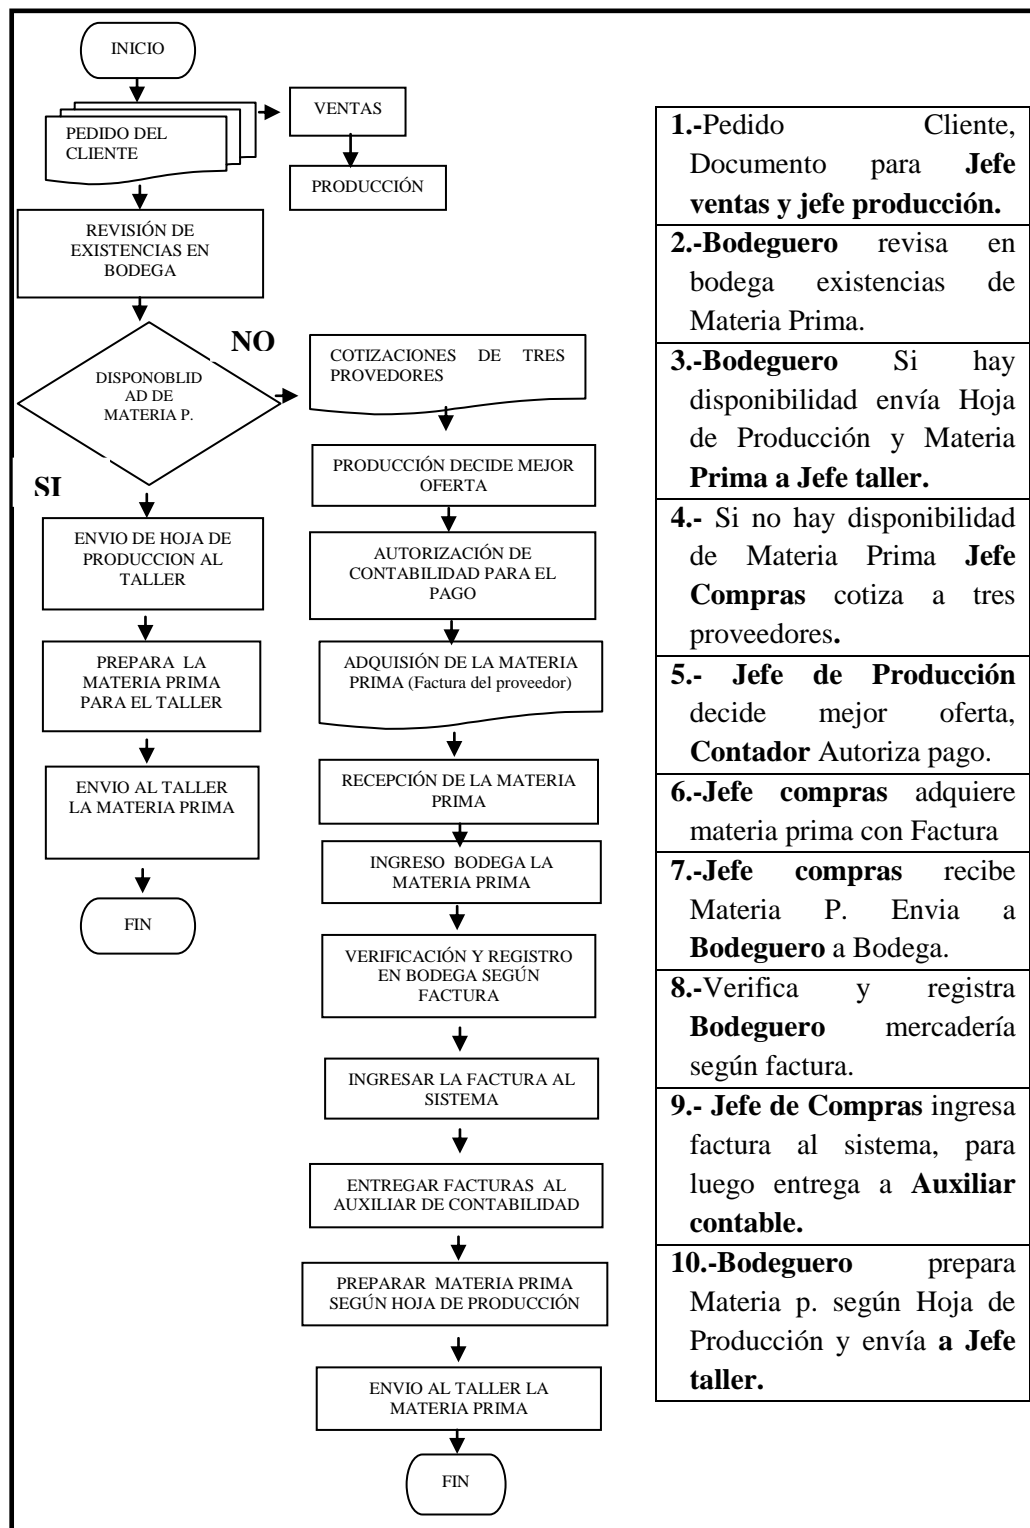 INICIO
PEDIDO DEL
CLIENTE
VENTAS
PRODUCCIÓN
REVISIÓN DE
EXISTENCIAS EN
BODEGA
DISPONOBLID
AD DE
MATERIA P.
NO
SI
COTIZACIONES DE TRES
PROVEDORES
PRODUCCIÓN DECIDE MEJOR
OFERTA
AUTORIZACIÓN DE
CONTABILIDAD PARA EL
PAGO
ADQUISIÓN DE LA MATERIA
PRIMA (Factura del proveedor)
RECEPCIÓN DE LA MATERIA
PRIMA
INGRESO BODEGA LA
MATERIA PRIMA
VERIFICACIÓN Y REGISTRO
EN BODEGA SEGÚN
FACTURA
INGRESAR LA FACTURA AL
SISTEMA
ENTREGAR FACTURAS AL
AUXILIAR DE CONTABILIDAD
PREPARAR MATERIA PRIMA
SEGÚN HOJA DE PRODUCCIÓN
ENVIO AL TALLER LA
MATERIA PRIMA
FIN
ENVIO DE HOJA DE
PRODUCCION AL
TALLER
PREPARA LA
MATERIA PRIMA
PARA EL TALLER
ENVIO AL TALLER
LA MATERIA PRIMA
FIN
1.-Pedido Cliente,
Documento para Jefe
ventas y jefe producción.
2.-Bodeguero revisa en
bodega existencias de
Materia Prima.
3.-Bodeguero Si hay
disponibilidad envía Hoja
de Producción y Materia
Prima a Jefe taller.
4.- Si no hay disponibilidad
de Materia Prima Jefe
Compras cotiza a tres
proveedores.
5.- Jefe de Producción
decide mejor oferta,
Contador Autoriza pago.
6.-Jefe compras adquiere
materia prima con Factura
7.-Jefe compras recibe
Materia P. Envia a
Bodeguero a Bodega.
8.-Verifica y registra
Bodeguero mercadería
según factura.
9.- Jefe de Compras ingresa
factura al sistema, para
luego entrega a Auxiliar
contable.
10.-Bodeguero prepara
Materia p. según Hoja de
Producción y envía a Jefe
taller.